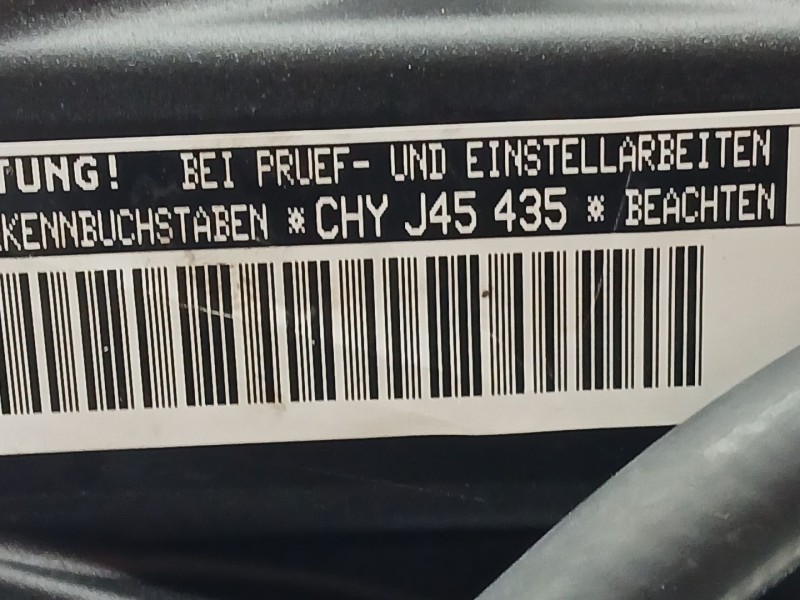 TUNG! BEI PRUEF- UND EINSTELLARBEITEN
KENNBUCHSTABEN * CHY J45 435 * BEACHTEN